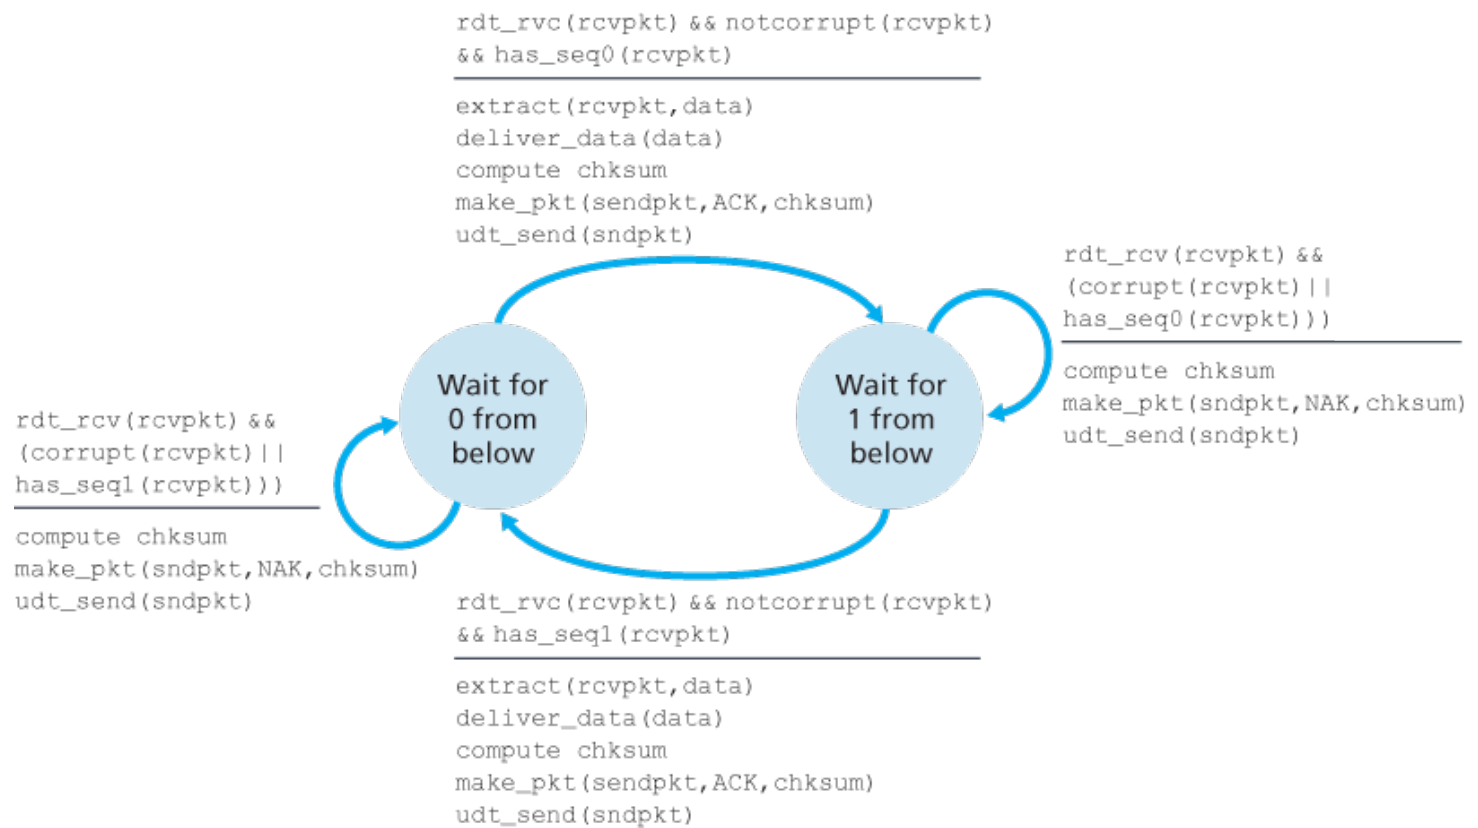 rdt_rvc(rcvpkt) && notcorrupt(rcvpkt)
&& has_seq0(rcvpkt)
extract(rcvpkt,data)
deliver_data(data)
compute chksum
make_pkt(sendpkt,ACK,chksum)
udt_send(sndpkt)
rdt_rcv(rcvpkt) &&
(corrupt(rcvpkt)||
has_seq0(rcvpkt)))
compute chksum
make_pkt(sndpkt,NAK,chksum)
udt_send(sndpkt)
Wait for
0 from
below
Wait for
1 from
below
rdt_rcv(rcvpkt) &&
(corrupt(rcvpkt)||
has_seq1(rcvpkt)))
compute chksum
make_pkt(sndpkt,NAK,chksum)
udt_send(sndpkt)
rdt_rvc(rcvpkt) && notcorrupt(rcvpkt)
&& has_seq1(rcvpkt)
extract(rcvpkt,data)
deliver_data(data)
compute chksum
make_pkt(sendpkt,ACK,chksum)
udt_send(sndpkt)